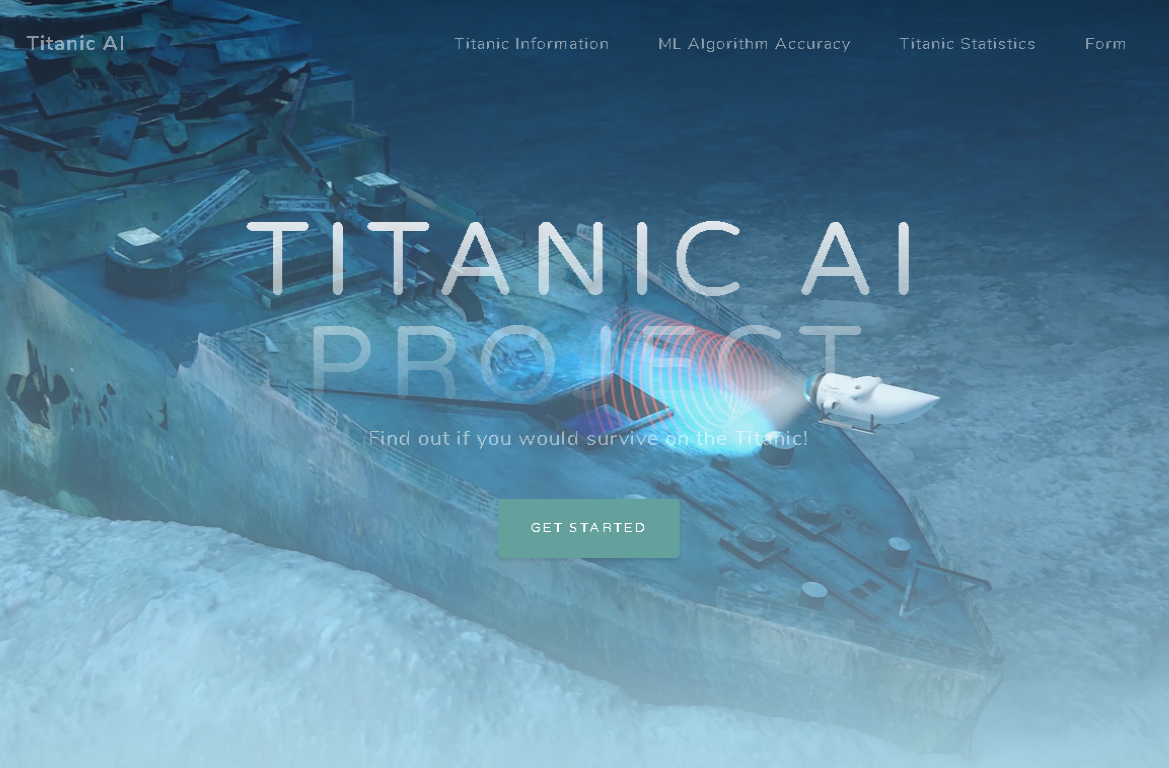 Titanic AI
Titanic Information ML Algorithm Accuracy Titanic Statistics Form
TITANIC AI
PROJECT
Find out if you would survive on the Titanic!
GET STARTED